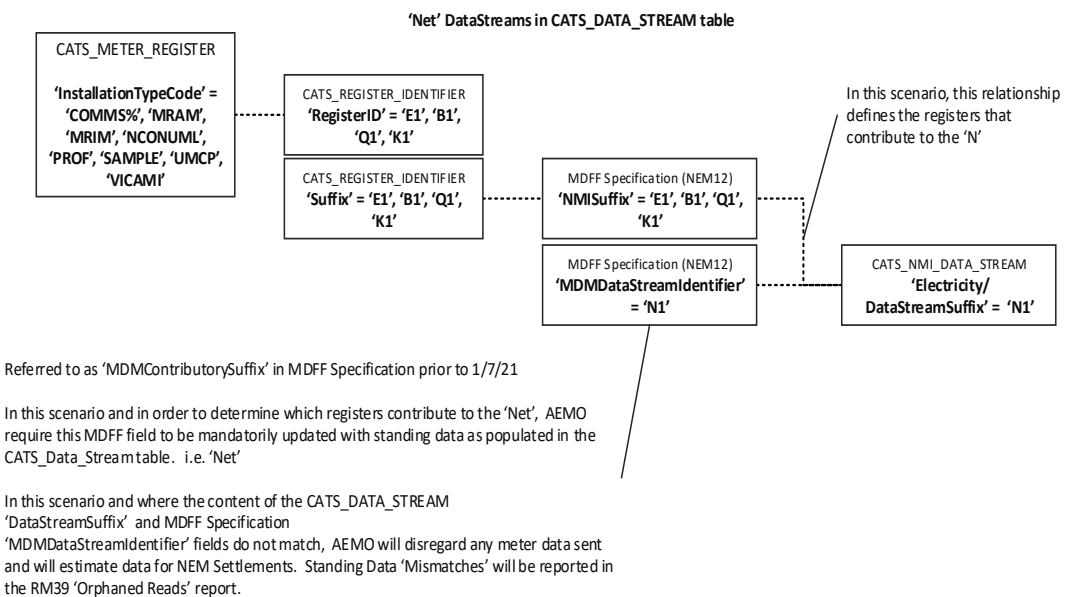 ‘Net’ DataStreams in CATS_DATA_STREAM table
CATS_METER_REGISTER
‘InstallationTypeCode’ =
‘COMMS%’, ‘MRAM’,
‘MRIM’, ‘NCONUML’,
‘PROF’, ‘SAMPLE’, ‘UMCP’,
‘VICAMI’
CATS_REGISTER_IDENTIFIER
‘RegisterID’ = ‘E1’, ‘B1’,
‘Q1’, ‘K1’
CATS_REGISTER_IDENTIFIER
‘Suffix’ = ‘E1’, ‘B1’, ‘Q1’,
‘K1’
MDFF Specification (NEM12)
‘NMISuffix’ = ‘E1’, ‘B1’, ‘Q1’,
‘K1’
MDFF Specification (NEM12)
‘MDMDataStreamIdentifier’
= ‘N1’
In this scenario, this relationship
defines the registers that
contribute to the ‘N’
CATS_NMI_DATA_STREAM
‘Electricity/
DataStreamSuffix’ = ‘N1’
Referred to as ‘MDMContributorySuffix’ in MDFF Specification prior to 1/7/21
In this scenario and in order to determine which registers contribute to the ‘Net’, AEMO
require this MDFF field to be mandatorily updated with standing data as populated in the
CATS_Data_Stream table. i.e. ‘Net’
In this scenario and where the content of the CATS_DATA_STREAM
‘DataStreamSuffix’ and MDFF Specification
‘MDMDataStreamIdentifier’ fields do not match, AEMO will disregard any meter data sent
and will estimate data for NEM Settlements. Standing Data ‘Mismatches’ will be reported in
the RM39 ‘Orphaned Reads’ report.